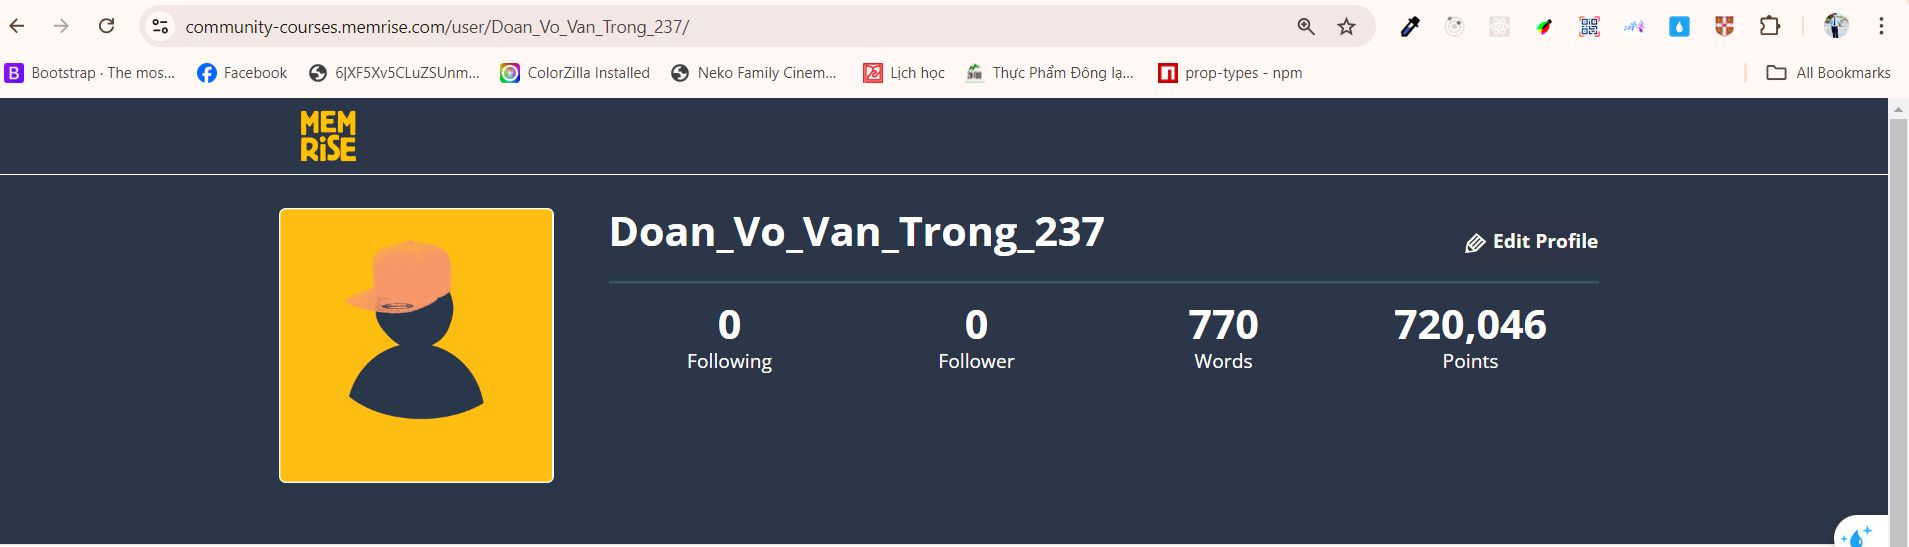 community-courses.memrise.com/user/Doan_Vo_Van_Trong_237/
B Bootstrap · The mos... Facebook 6|XF5Xv5CLuZSUnm... ColorZilla Installed Neko Family Cinem... Lịch học Thực Phẩm Đông lạ... prop-types - npm All Bookmarks
MEM
RiSE
Doan_Vo_Van_Trong_237
Edit Profile
0 0 770 720,046
Following Follower Words Points